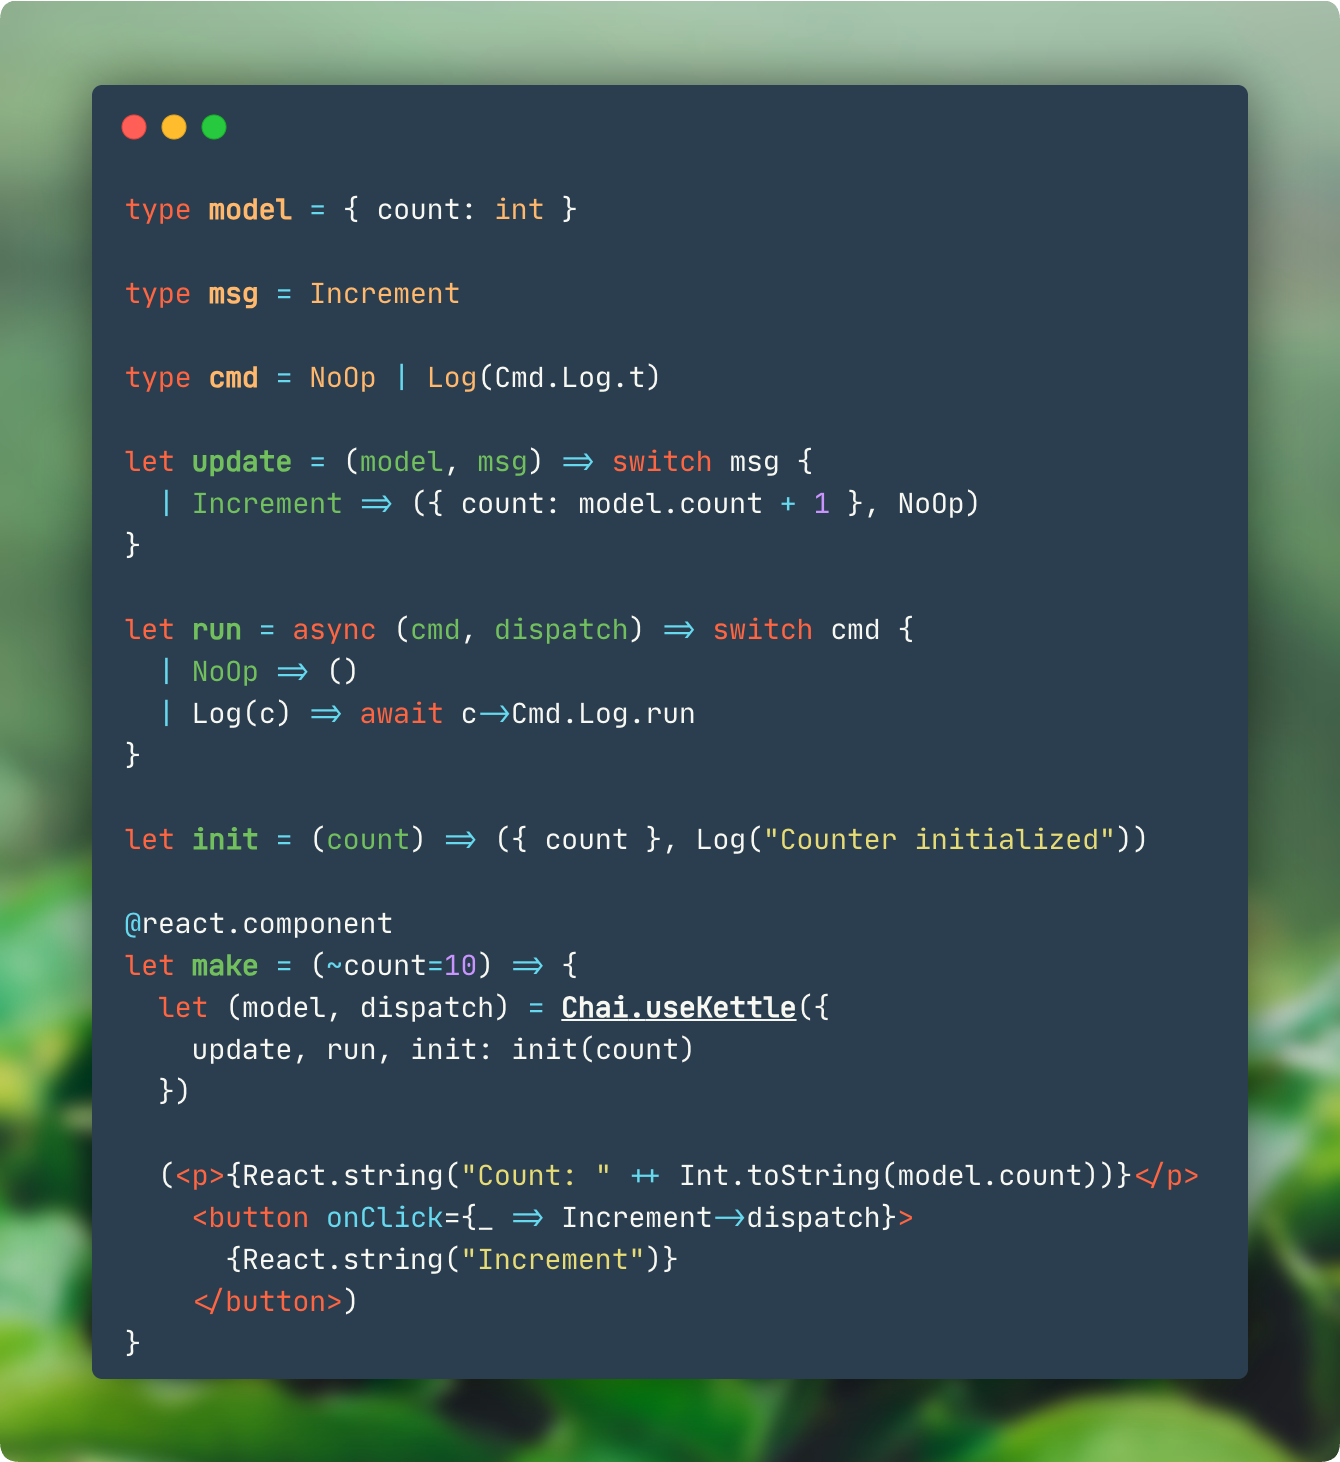 type model = { count: int }
type msg = Increment
type cmd = NoOp | Log(Cmd.Log.t)
let update = (model, msg) => switch msg {
  | Increment => ({ count: model.count + 1 }, NoOp)
}
let run = async (cmd, dispatch) => switch cmd {
  | NoOp => ()
  | Log(c) => await c->Cmd.Log.run
}
let init = (count) => ({ count }, Log("Counter initialized"))
@react.component
let make = (~count=10) => {
  let (model, dispatch) = Chai.useKettle({
    update, run, init: init(count)
  })
  (<p>{React.string("Count: " ++ Int.toString(model.count))}</p>
    <button onClick={_ => Increment->dispatch}>
      {React.string("Increment")}
    </button>)
}